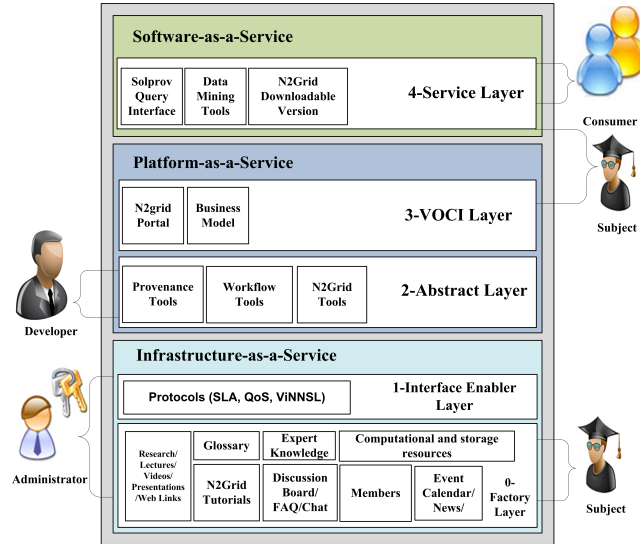 Software-as-a-Service
Solprov
Query
Interface
Data
Mining
Tools
N2Grid
Downloadable
Version
4-Service Layer
Consumer
Platform-as-a-Service
N2grid
Portal
Business
Model
3-VOCI Layer
Subject
Provenance
Tools
Workflow
Tools
N2Grid
Tools
2-Abstract Layer
Developer
Infrastructure-as-a-Service
Protocols (SLA, QoS, ViNNSL)
1-Interface Enabler
Layer
Administrator
Research/
Lectures/
Videos/
Presentations
/Web Links
Glossary
Expert
Knowledge
Computational and storage
resources
N2Grid
Tutorials
Discussion
Board/
FAQ/Chat
Members
Event
Calendar/
News/
0-
Factory
Layer
Subject